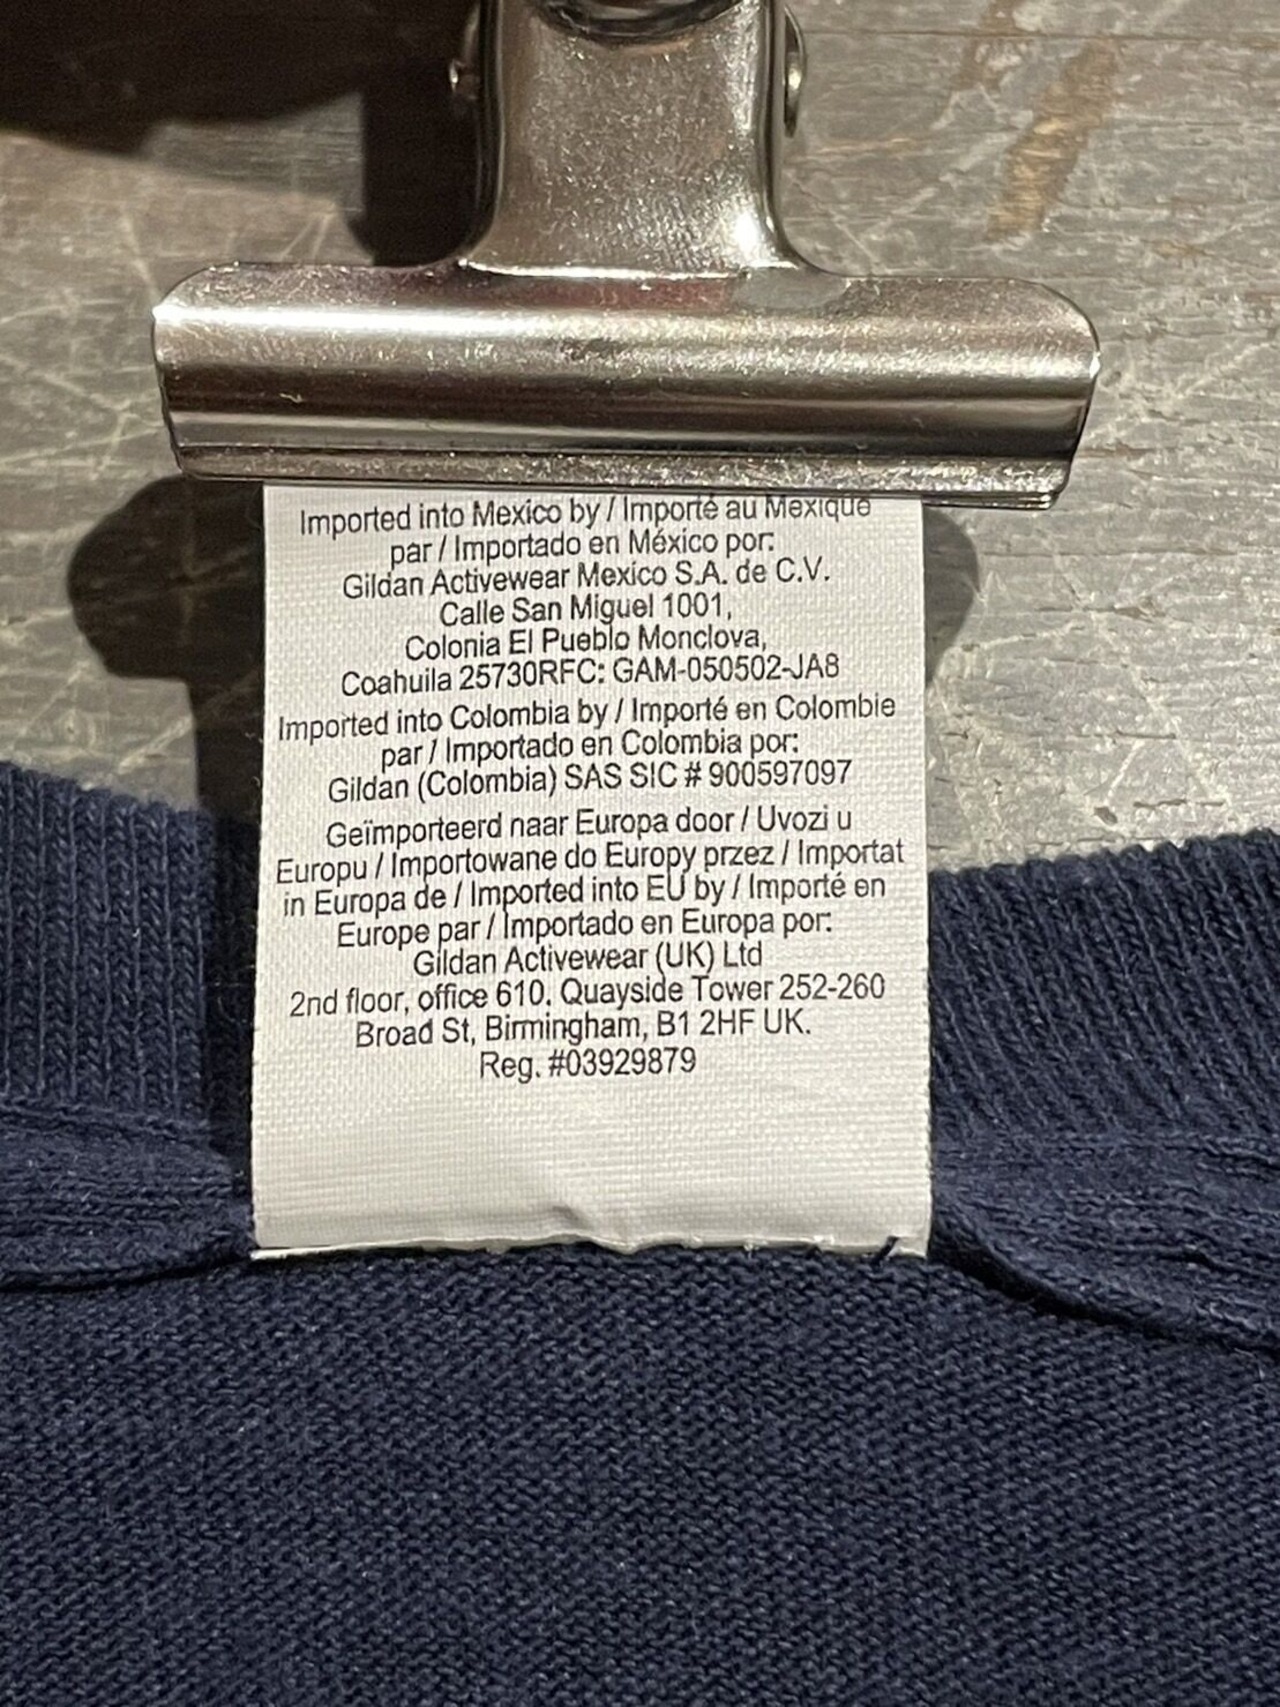 Imported into Mexico by / Importé au Mexique
par / Importado en México por:
Gildan Activewear Mexico S.A. de C.V.
Calle San Miguel 1001,
Colonia El Pueblo Monclova,
Coahuila 25730RFC: GAM-050502-JA8
Imported into Colombia by / Importé en Colombie
par / Importado en Colombia por:
Gildan (Colombia) SAS SIC # 900597097
Geïmporteerd naar Europa door / Uvozi u
Europu / Importowane do Europy przez / Importat
in Europa de / Imported into EU by / Importé en
Europe par / Importado en Europa por:
Gildan Activewear (UK) Ltd
2nd floor, office 610. Quayside Tower 252-260
Broad St, Birmingham, B1 2HF UK.
Reg. #03929879